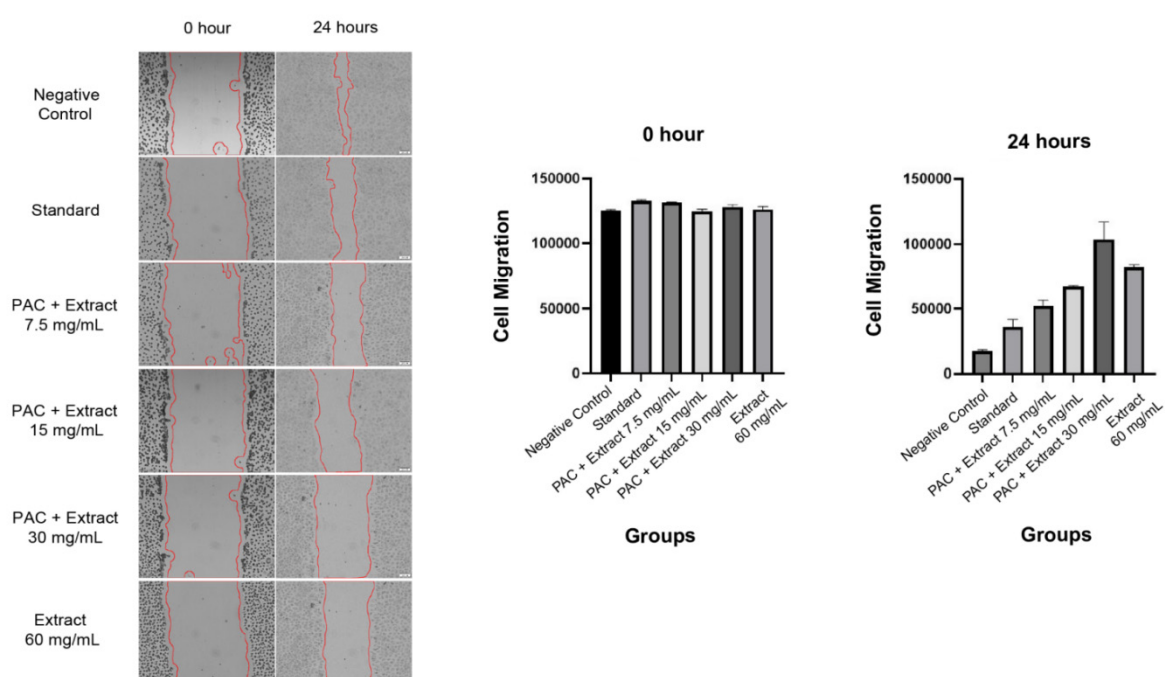 0 hour
24 hours
Negative
Control
Standard
PAC + Extract
7.5 mg/mL
PAC + Extract
15 mg/mL
PAC + Extract
30 mg/mL
Extract
60 mg/mL
0 hour
Cell Migration
150000
100000
50000
0
Negative Control
Standard
PAC + Extract 7.5 mg/mL
PAC + Extract 15 mg/mL
PAC + Extract 30 mg/mL
Extract
60 mg/mL
Groups
24 hours
Cell Migration
150000
100000
50000
0
Negative Control
Standard
PAC + Extract 7.5 mg/mL
PAC + Extract 15 mg/mL
PAC + Extract 30 mg/mL
Extract
60 mg/mL
Groups